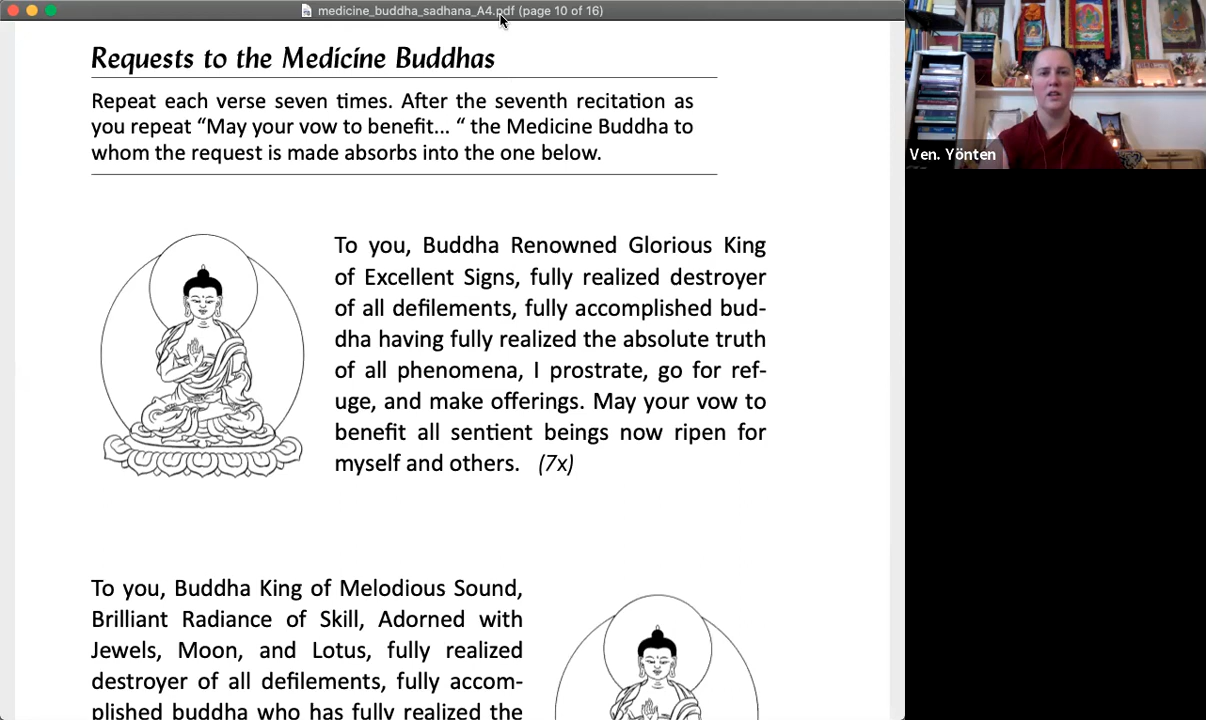 medicine_buddha_sadhana_A4.pdf (page 10 of 16)
Requests to the Medicine Buddhas
Repeat each verse seven times. After the seventh recitation as
you repeat “May your vow to benefit... “ the Medicine Buddha to
whom the request is made absorbs into the one below.
To you, Buddha Renowned Glorious King
of Excellent Signs, fully realized destroyer
of all defilements, fully accomplished bud-
dha having fully realized the absolute truth
of all phenomena, I prostrate, go for ref-
uge, and make offerings. May your vow to
benefit all sentient beings now ripen for
myself and others. (7x)
To you, Buddha King of Melodious Sound,
Brilliant Radiance of Skill, Adorned with
Jewels, Moon, and Lotus, fully realized
destroyer of all defilements, fully accom-
plished buddha who has fully realized the
Ven. Yönten